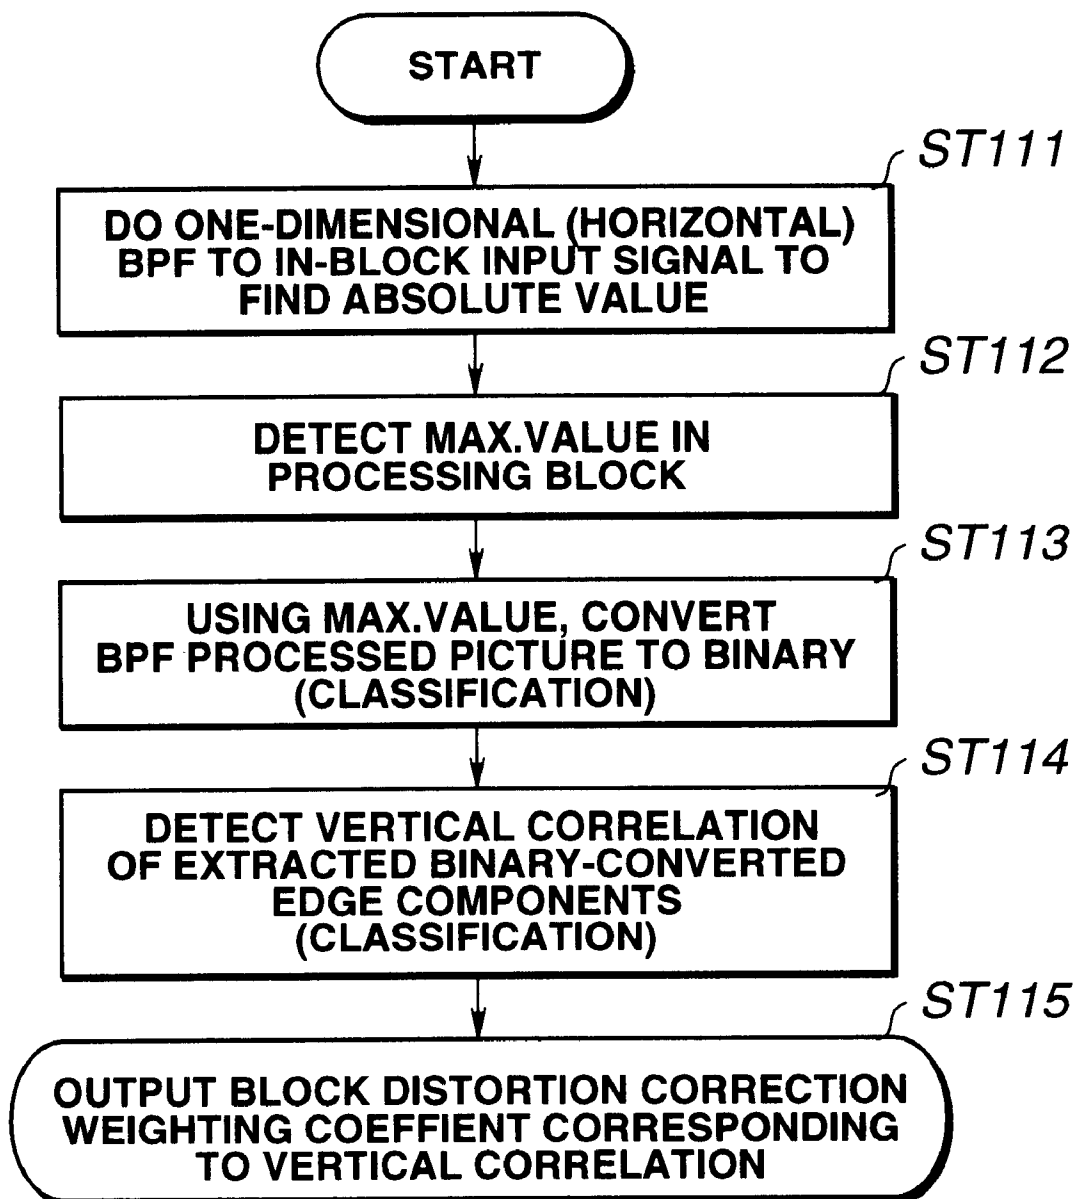 START
ST111
DO ONE-DIMENSIONAL (HORIZONTAL)
BPF TO IN-BLOCK INPUT SIGNAL TO
FIND ABSOLUTE VALUE
ST112
DETECT MAX.VALUE IN
PROCESSING BLOCK
ST113
USING MAX.VALUE, CONVERT
BPF PROCESSED PICTURE TO BINARY
(CLASSIFICATION)
ST114
DETECT VERTICAL CORRELATION
OF EXTRACTED BINARY-CONVERTED
EDGE COMPONENTS
(CLASSIFICATION)
ST115
OUTPUT BLOCK DISTORTION CORRECTION
WEIGHTING COEFFIENT CORRESPONDING
TO VERTICAL CORRELATION